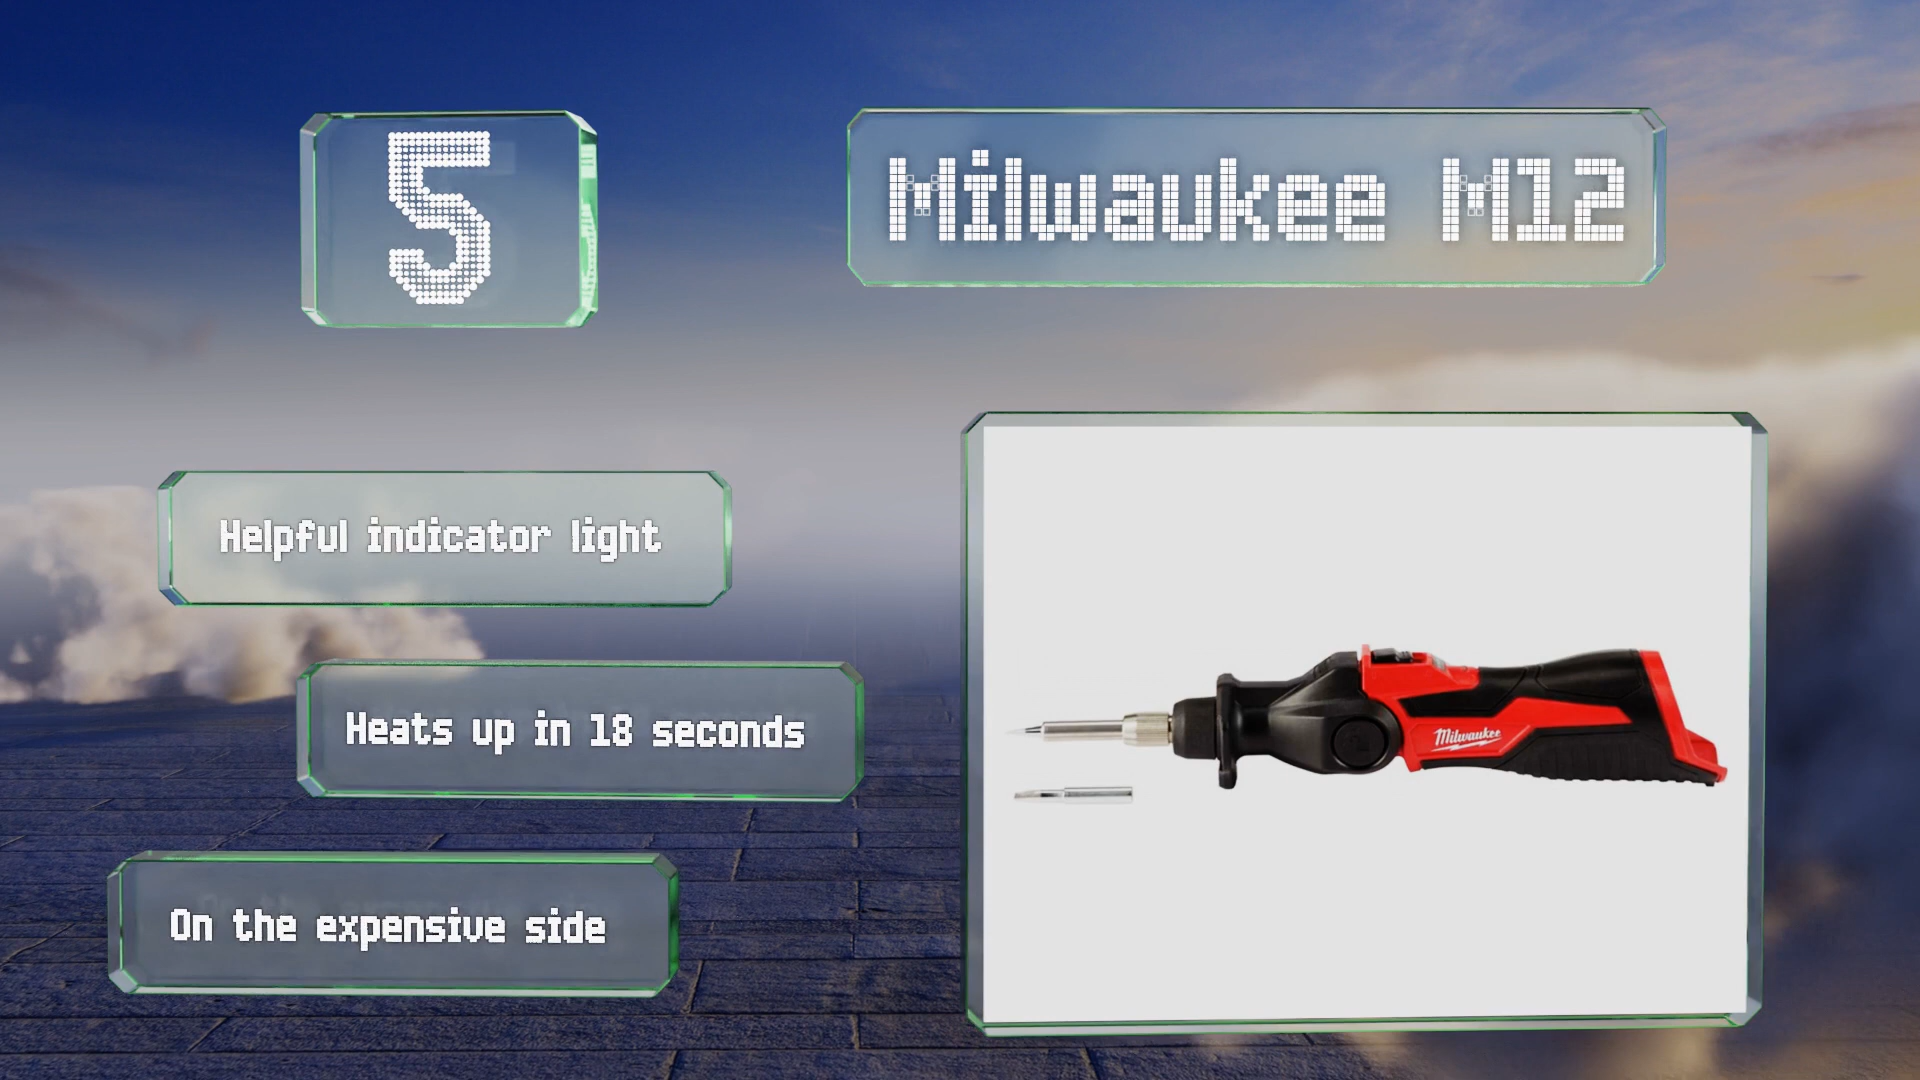 5
Milwaukee M12
Helpful indicator light
Heats up in 18 seconds
On the expensive side
Milwaukee